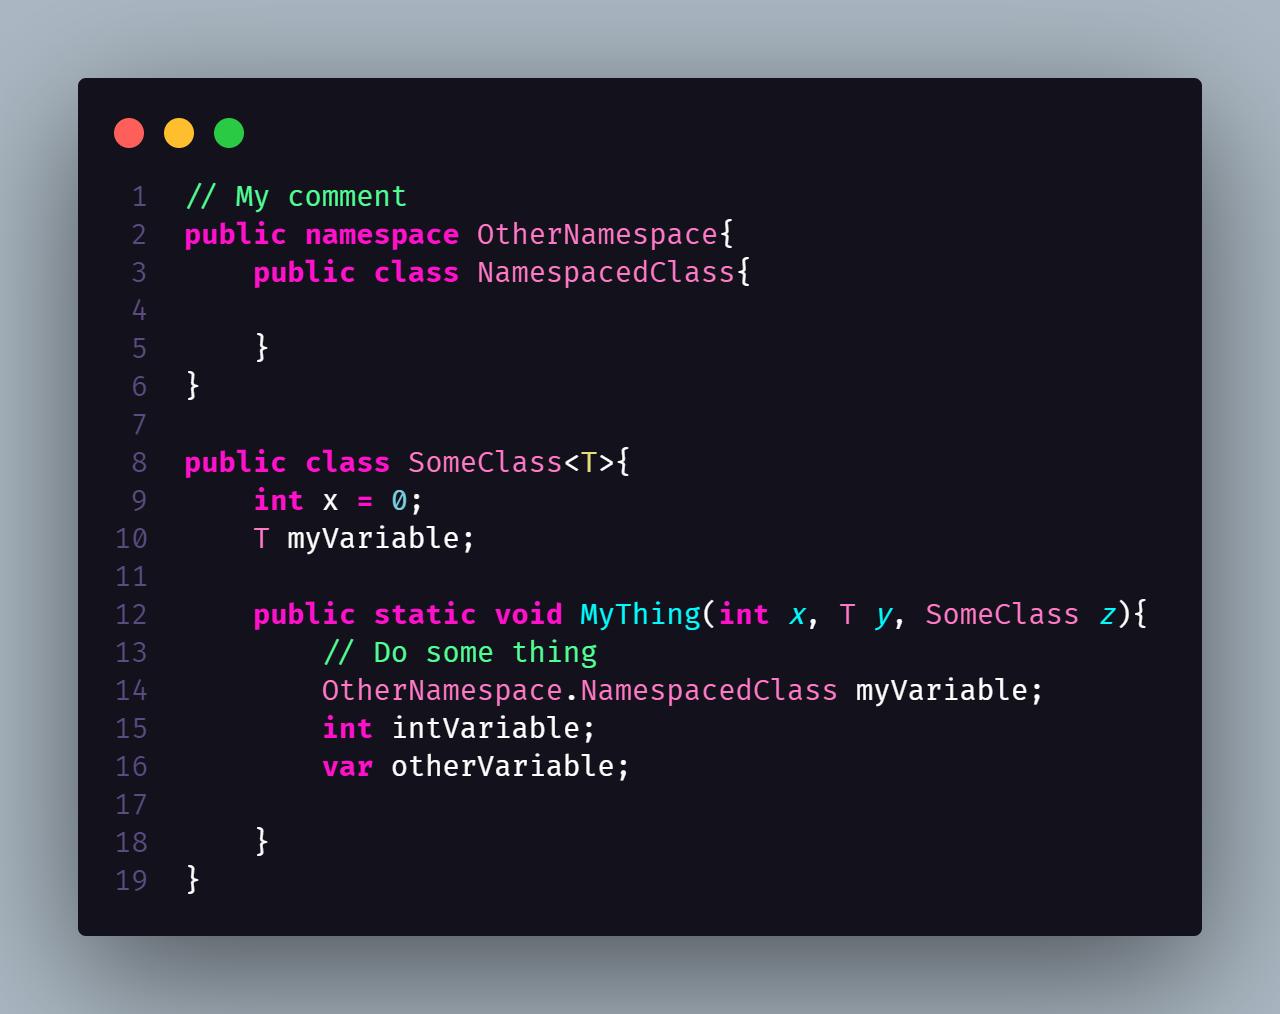 1 // My comment
2 public namespace OtherNamespace{
3     public class NamespacedClass{
4
5     }
6 }
7
8 public class SomeClass<T>{
9     int x = 0;
10     T myVariable;
11
12     public static void MyThing(int x, T y, SomeClass z){
13         // Do some thing
14         OtherNamespace.NamespacedClass myVariable;
15         int intVariable;
16         var otherVariable;
17
18     }
19 }